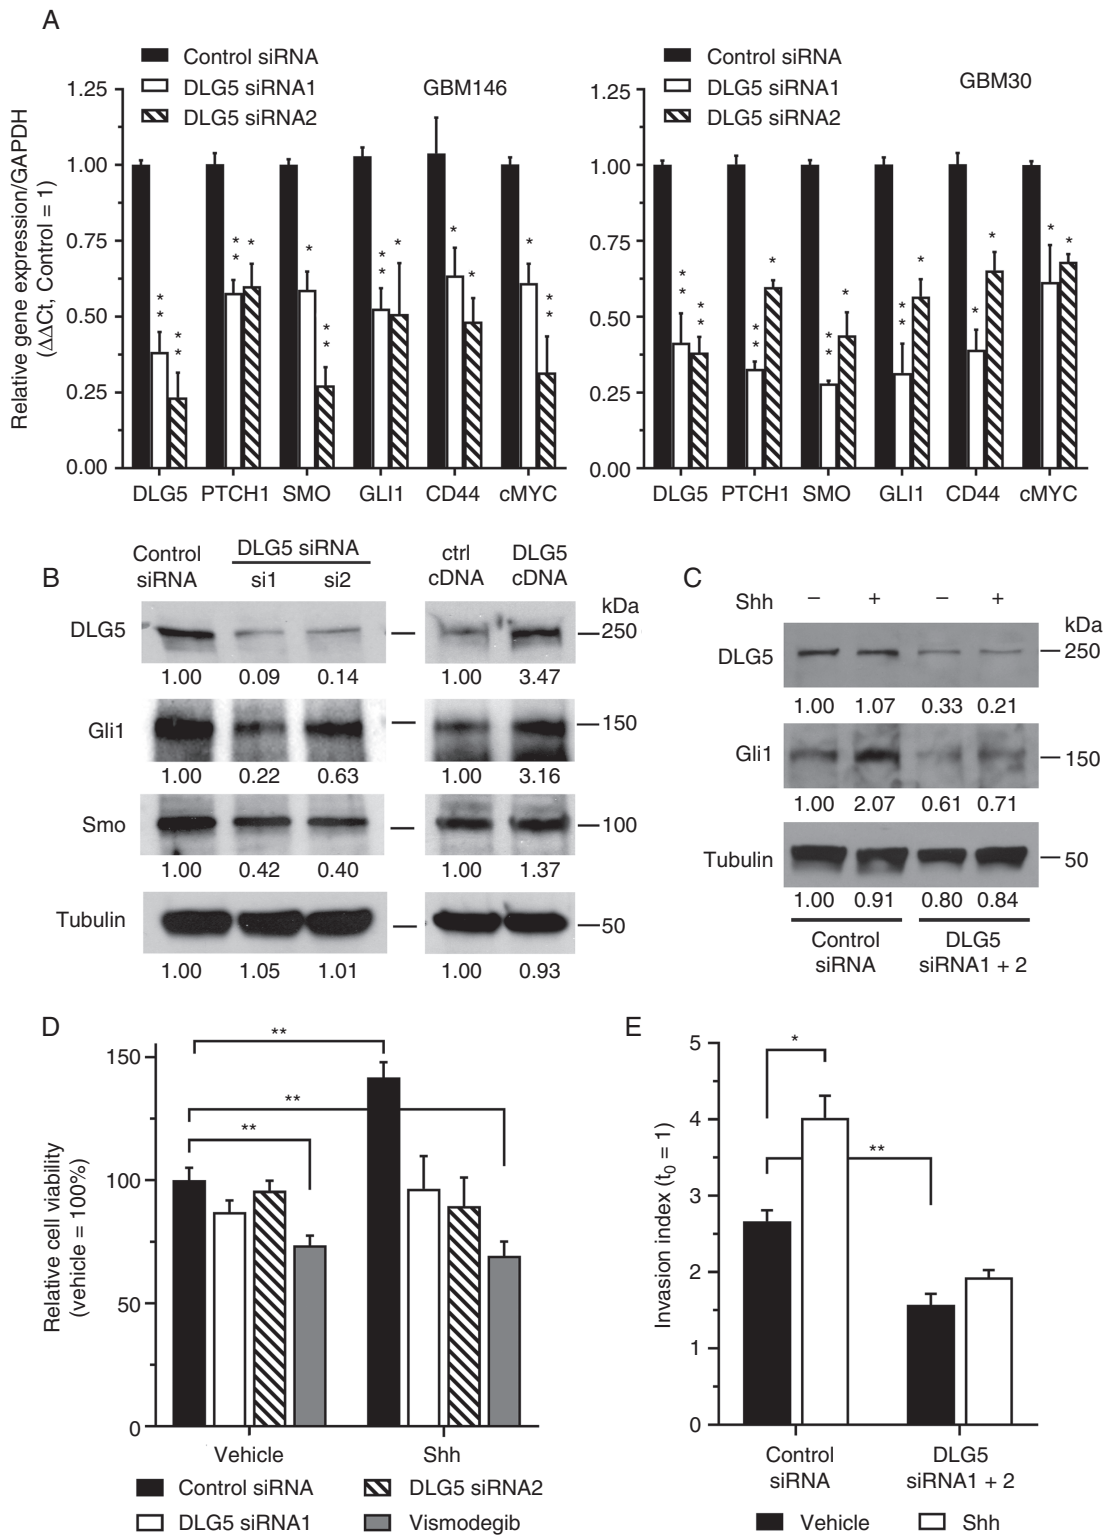 A
Control siRNA
DLG5 siRNA1
DLG5 siRNA2
GBM146
1.25
1.00
0.75
0.50
0.25
0.00
Relative gene expression/GAPDH
(ΔΔCt, Control = 1)
* * * * * * * * * * * * * * * * *
DLG5 PTCH1 SMO GLI1 CD44 cMYC
Control siRNA
DLG5 siRNA1
DLG5 siRNA2
GBM30
1.25
1.00
0.75
0.50
0.25
0.00
* * * * * * * * * * * * * * * *
DLG5 PTCH1 SMO GLI1 CD44 cMYC
B
Control
siRNA
DLG5 siRNA
si1 si2
ctrl
cDNA
DLG5
cDNA
kDa
DLG5 250
1.00 0.09 0.14 1.00 3.47
Gli1 150
1.00 0.22 0.63 1.00 3.16
Smo 100
1.00 0.42 0.40 1.00 1.37
Tubulin 50
1.00 1.05 1.01 1.00 0.93
C
Shh − + − +
kDa
DLG5 250
1.00 1.07 0.33 0.21
Gli1 150
1.00 2.07 0.61 0.71
Tubulin 50
1.00 0.91 0.80 0.84
Control
siRNA
DLG5
siRNA1 + 2
D
150
100
50
0
Relative cell viability
(vehicle = 100%)
**
**
**
Vehicle Shh
Control siRNA
DLG5 siRNA1
DLG5 siRNA2
Vismodegib
E
5
4
3
2
1
0
Invasion index (t0 = 1)
*
**
Control
siRNA
DLG5
siRNA1 + 2
Vehicle Shh